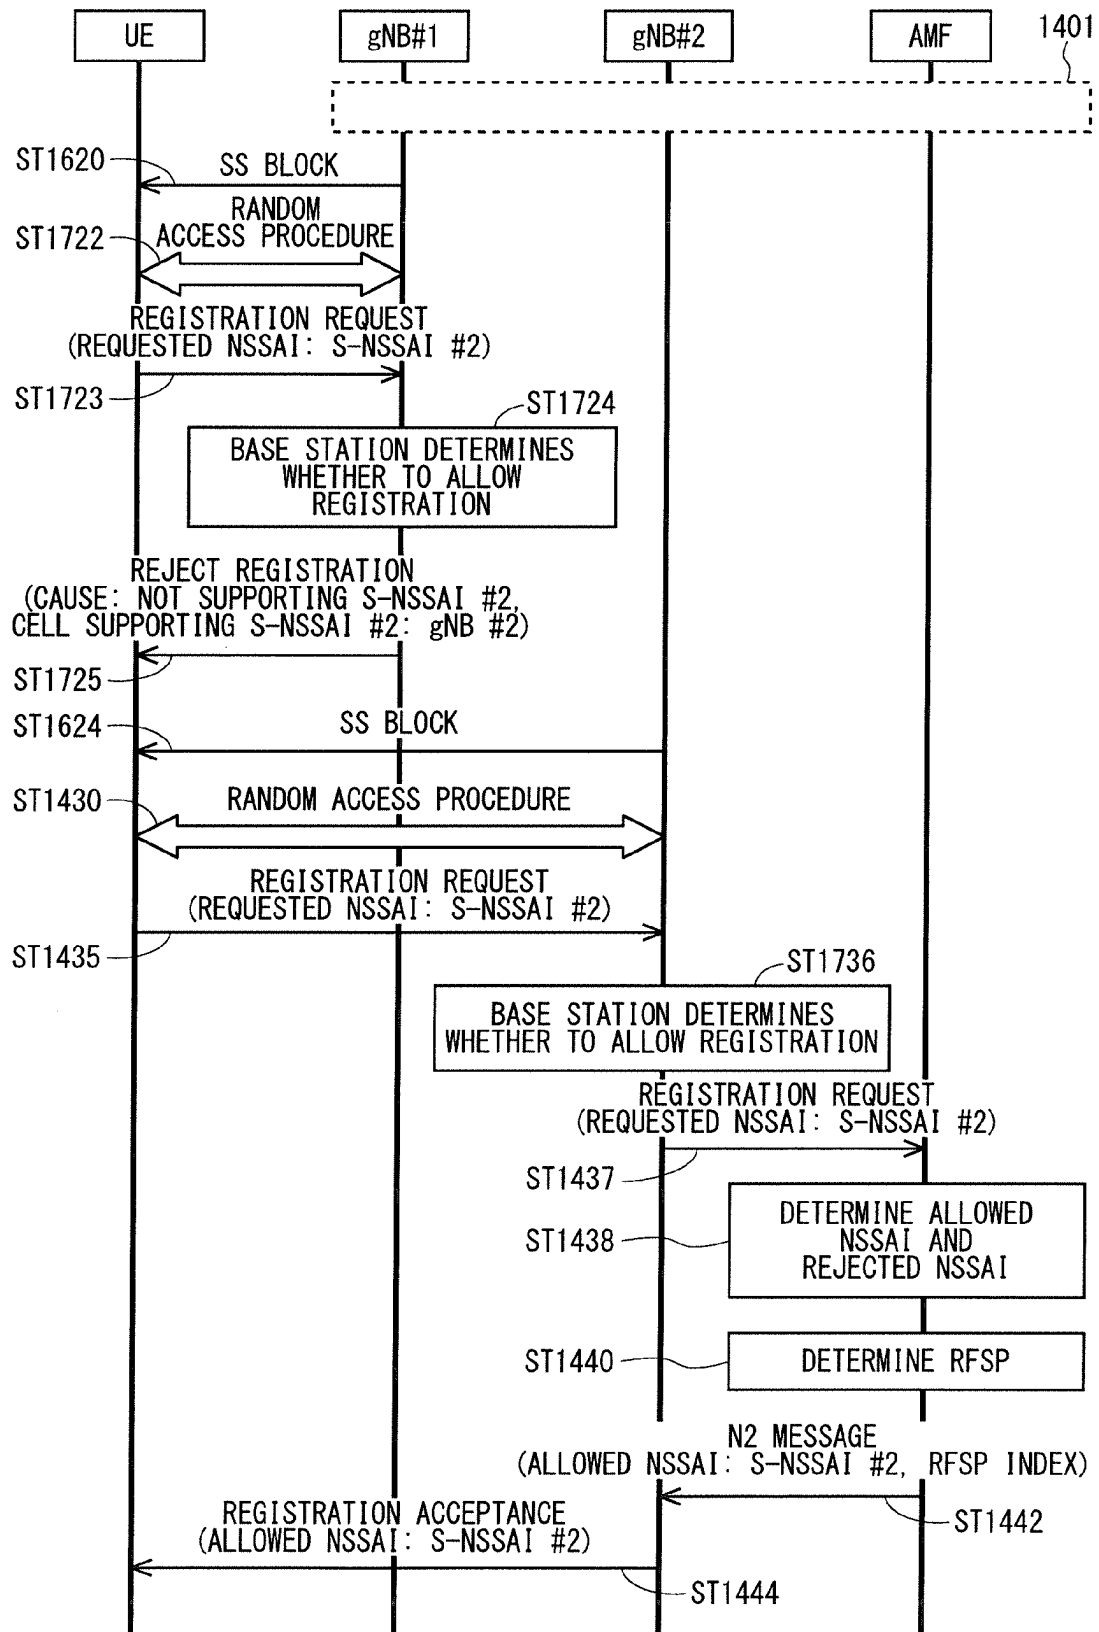 UE
gNB#1
gNB#2
AMF
1401
ST1620
SS BLOCK
RANDOM
ACCESS PROCEDURE
ST1722
REGISTRATION REQUEST
(REQUESTED NSSAI: S-NSSAI #2)
ST1723
ST1724
BASE STATION DETERMINES
WHETHER TO ALLOW
REGISTRATION
REJECT REGISTRATION
(CAUSE: NOT SUPPORTING S-NSSAI #2,
CELL SUPPORTING S-NSSAI #2: gNB #2)
ST1725
ST1624
SS BLOCK
ST1430
RANDOM ACCESS PROCEDURE
REGISTRATION REQUEST
(REQUESTED NSSAI: S-NSSAI #2)
ST1435
ST1736
BASE STATION DETERMINES
WHETHER TO ALLOW REGISTRATION
REGISTRATION REQUEST
(REQUESTED NSSAI: S-NSSAI #2)
ST1437
DETERMINE ALLOWED
NSSAI AND
REJECTED NSSAI
ST1438
ST1440
DETERMINE RFSP
N2 MESSAGE
(ALLOWED NSSAI: S-NSSAI #2, RFSP INDEX)
ST1442
REGISTRATION ACCEPTANCE
(ALLOWED NSSAI: S-NSSAI #2)
ST1444